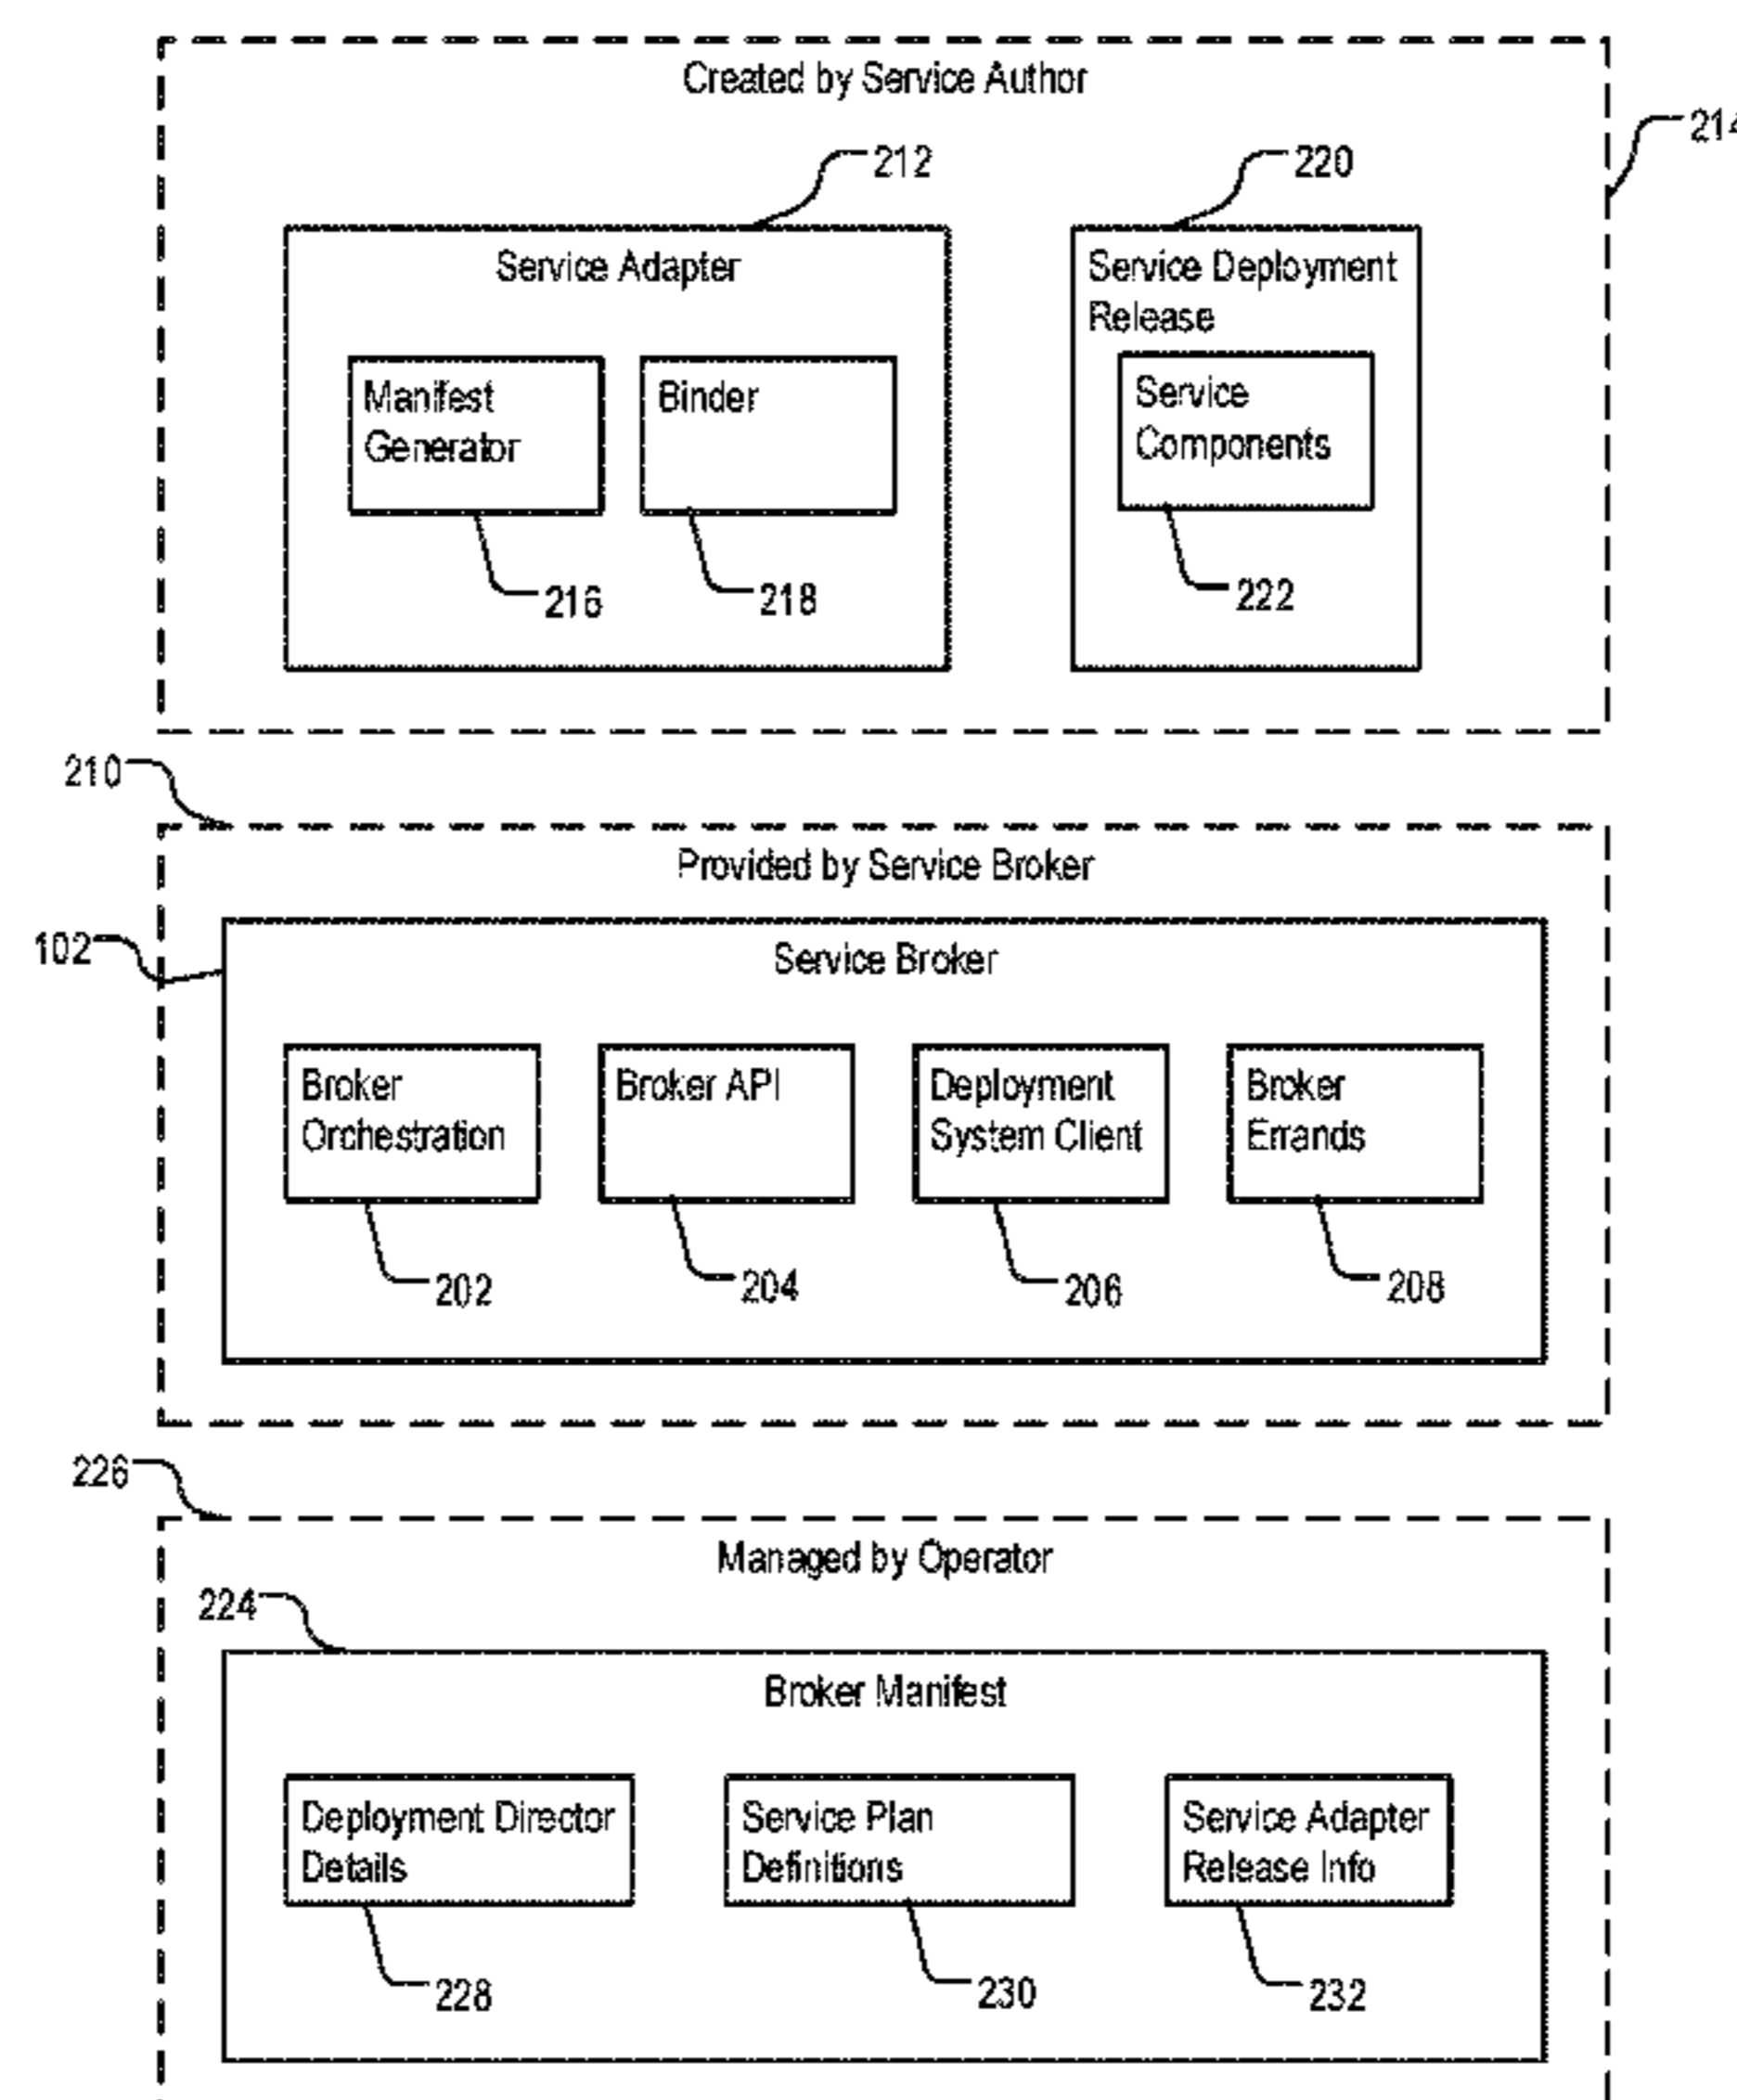 Created by Service Author
214
212
220
Service Adapter
Service Deployment
Release
Manifest
Generator
Binder
Service
Components
216
218
222
210
Provided by Service Broker
102
Service Broker
Broker
Orchestration
Broker API
Deployment
System Client
Broker
Errands
202
204
206
208
226
Managed by Operator
224
Broker Manifest
Deployment Director
Details
Service Plan
Definitions
Service Adapter
Release Info
228
230
232